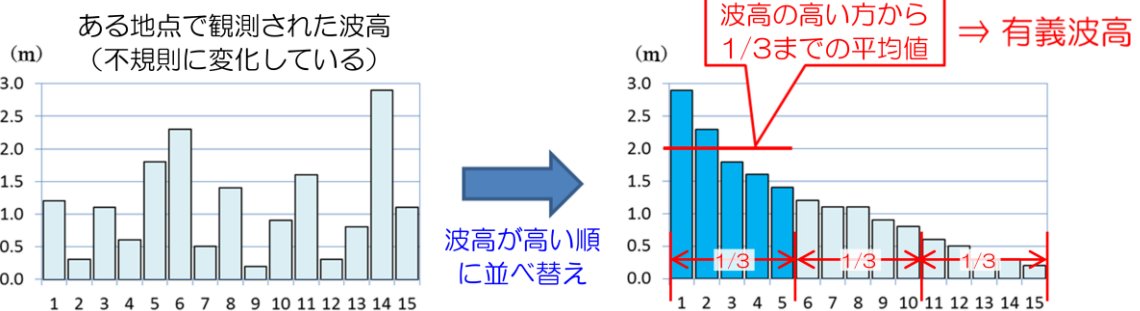 ある地点で観測された波高
（不規則に変化している）
(m)
3.0
2.5
2.0
1.5
1.0
0.5
0.0
1 2 3 4 5 6 7 8 9 10 11 12 13 14 15
波高が高い順
に並べ替え
波高の高い方から
1/3までの平均値
⇒ 有義波高
(m)
3.0
2.5
2.0
1.5
1.0
0.5
0.0
1/3 1/3 1/3
1 2 3 4 5 6 7 8 9 10 11 12 13 14 15